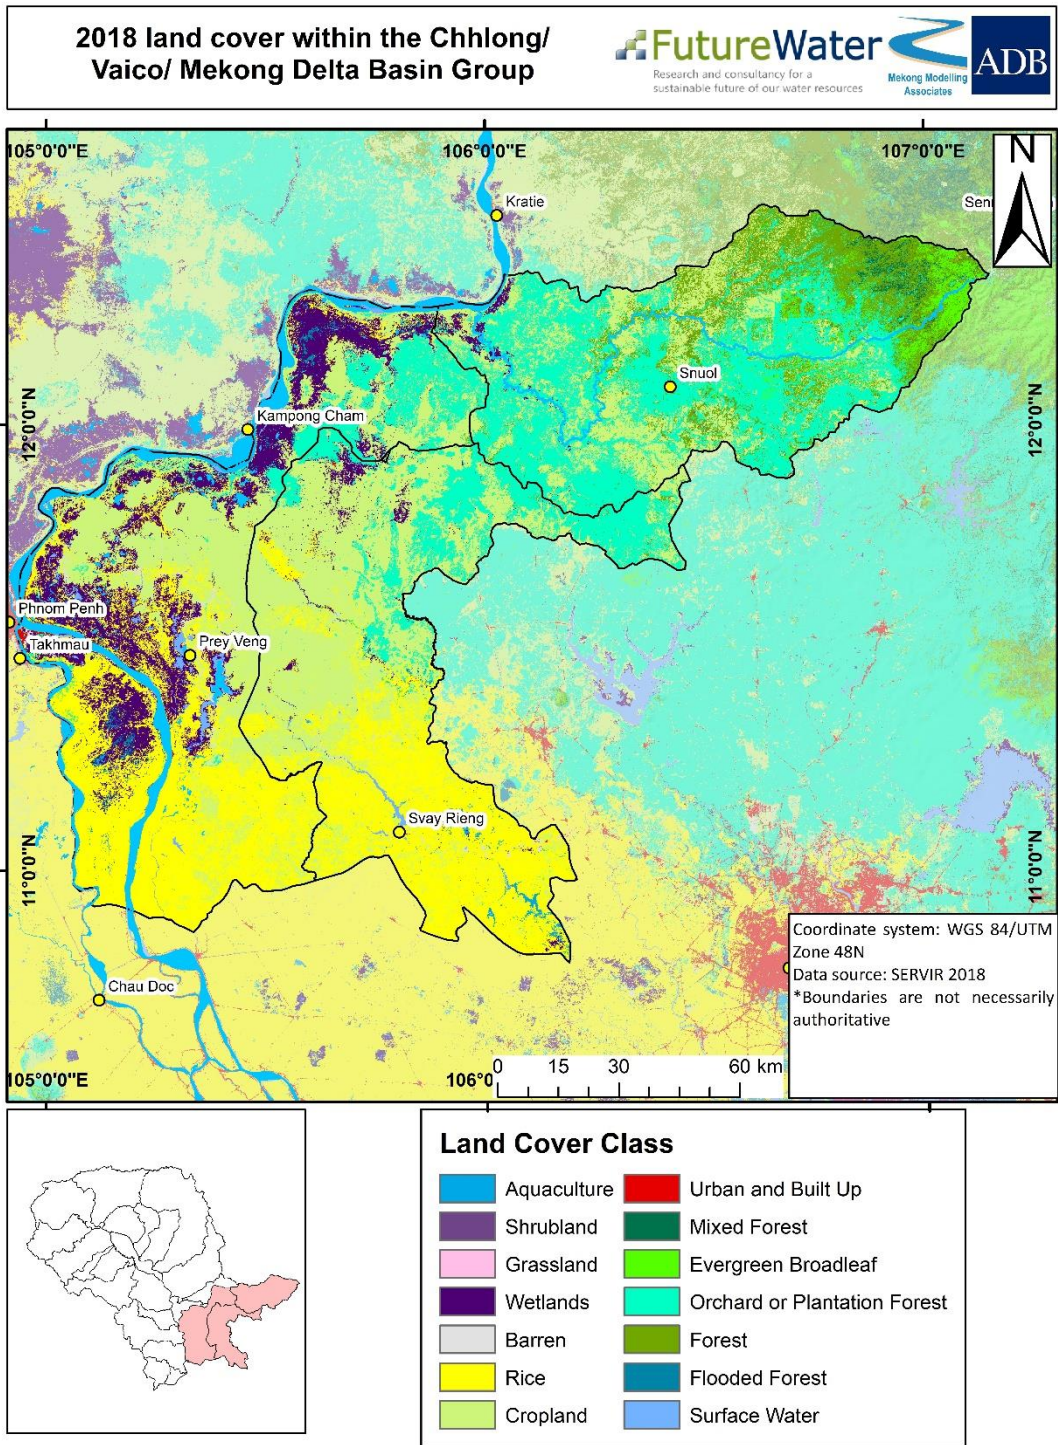 2018 land cover within the Chhlong/
Vaico/ Mekong Delta Basin Group
FutureWater
Research and consultancy for a
sustainable future of our water resources
Mekong Modelling
Associates
ADB
105°0'0"E
106°0'0"E
107°0'0"E
N
Kratie
Snuol
12°0'0"N
12°0'0"N
Kampong Cham
Phnom Penh
Takhmau
Prey Veng
Svay Rieng
11°0'0"N
11°0'0"N
Chau Doc
Coordinate system: WGS 84/UTM
Zone 48N
Data source: SERVIR 2018
*Boundaries are not necessarily
authoritative
0 15 30 60 km
105°0'0"E
Land Cover Class
Aquaculture
Shrubland
Grassland
Wetlands
Barren
Rice
Cropland
Urban and Built Up
Mixed Forest
Evergreen Broadleaf
Orchard or Plantation Forest
Forest
Flooded Forest
Surface Water